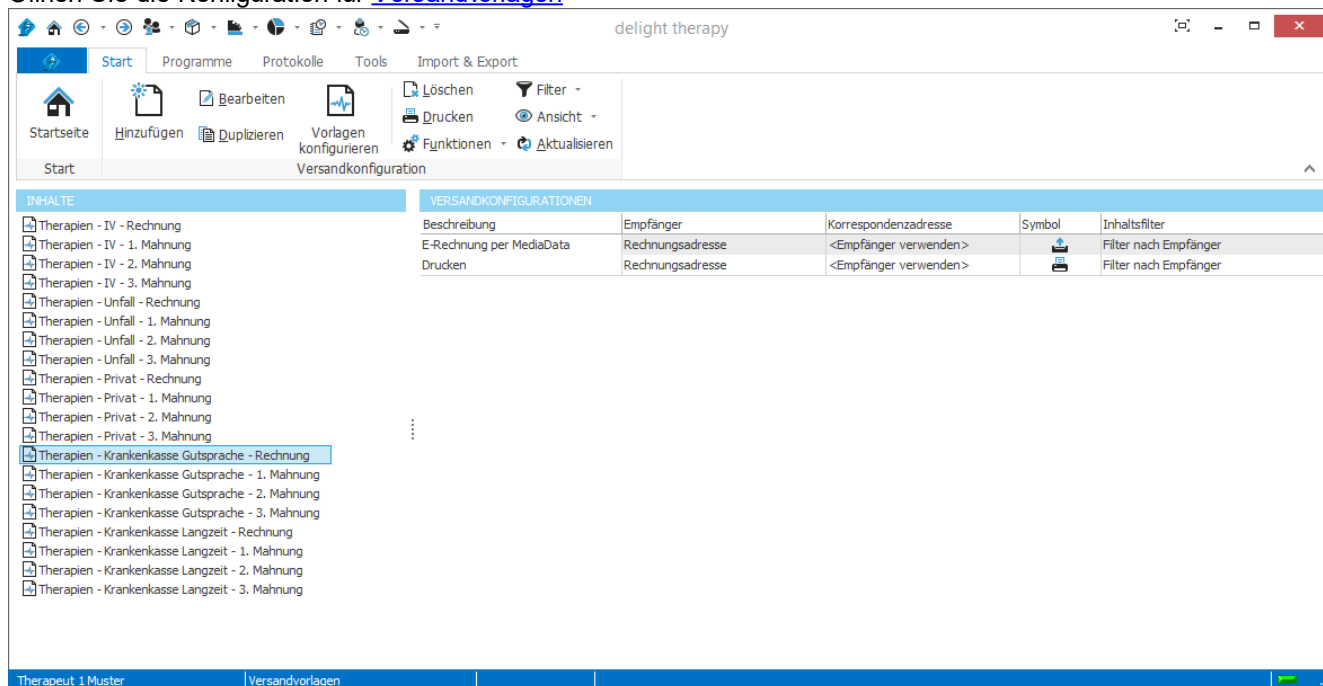 Öffnen Sie die Konfiguration für Versandvorlagen
delight therapy
Start Programme Protokolle Tools Import & Export
Startseite
Hinzufügen
Bearbeiten
Duplizieren
Vorlagen
konfigurieren
Löschen
Drucken
Funktionen
Filter
Ansicht
Aktualisieren
Start Versandkonfiguration
INHALTE
Therapien - IV - Rechnung
Therapien - IV - 1. Mahnung
Therapien - IV - 2. Mahnung
Therapien - IV - 3. Mahnung
Therapien - Unfall - Rechnung
Therapien - Unfall - 1. Mahnung
Therapien - Unfall - 2. Mahnung
Therapien - Unfall - 3. Mahnung
Therapien - Privat - Rechnung
Therapien - Privat - 1. Mahnung
Therapien - Privat - 2. Mahnung
Therapien - Privat - 3. Mahnung
Therapien - Krankenkasse Gutsprache - Rechnung
Therapien - Krankenkasse Gutsprache - 1. Mahnung
Therapien - Krankenkasse Gutsprache - 2. Mahnung
Therapien - Krankenkasse Gutsprache - 3. Mahnung
Therapien - Krankenkasse Langzeit - Rechnung
Therapien - Krankenkasse Langzeit - 1. Mahnung
Therapien - Krankenkasse Langzeit - 2. Mahnung
Therapien - Krankenkasse Langzeit - 3. Mahnung
VERSANDKONFIGURATIONEN
Beschreibung Empfänger Korrespondenzadresse Symbol Inhaltsfilter
E-Rechnung per MediaData Rechnungsadresse <Empfänger verwenden> Filter nach Empfänger
Drucken Rechnungsadresse <Empfänger verwenden> Filter nach Empfänger
Therapeut 1 Muster Versandvorlagen